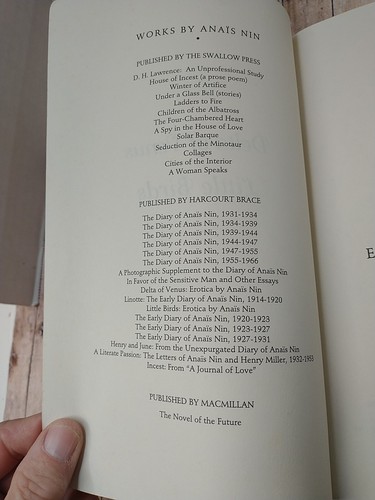 WORKS BY ANAÏS NIN
•
PUBLISHED BY THE SWALLOW PRESS
D. H. Lawrence: An Unprofessional Study
House of Incest (a prose poem)
Winter of Artifice
Under a Glass Bell (stories)
Ladders to Fire
Children of the Albatross
The Four-Chambered Heart
A Spy in the House of Love
Solar Barque
Seduction of the Minotaur
Collages
Cities of the Interior
A Woman Speaks
PUBLISHED BY HARCOURT BRACE
The Diary of Anaïs Nin, 1931-1934
The Diary of Anaïs Nin, 1934-1939
The Diary of Anaïs Nin, 1939-1944
The Diary of Anaïs Nin, 1944-1947
The Diary of Anaïs Nin, 1947-1955
The Diary of Anaïs Nin, 1955-1966
A Photographic Supplement to the Diary of Anaïs Nin
In Favor of the Sensitive Man and Other Essays
Delta of Venus: Erotica by Anaïs Nin
Linotte: The Early Diary of Anaïs Nin, 1914-1920
Little Birds: Erotica by Anaïs Nin
The Early Diary of Anaïs Nin, 1920-1923
The Early Diary of Anaïs Nin, 1923-1927
The Early Diary of Anaïs Nin, 1927-1931
Henry and June: From the Unexpurgated Diary of Anaïs Nin
A Literate Passion: The Letters of Anaïs Nin and Henry Miller, 1932-1953
Incest: From "A Journal of Love"
PUBLISHED BY MACMILLAN
The Novel of the Future
E